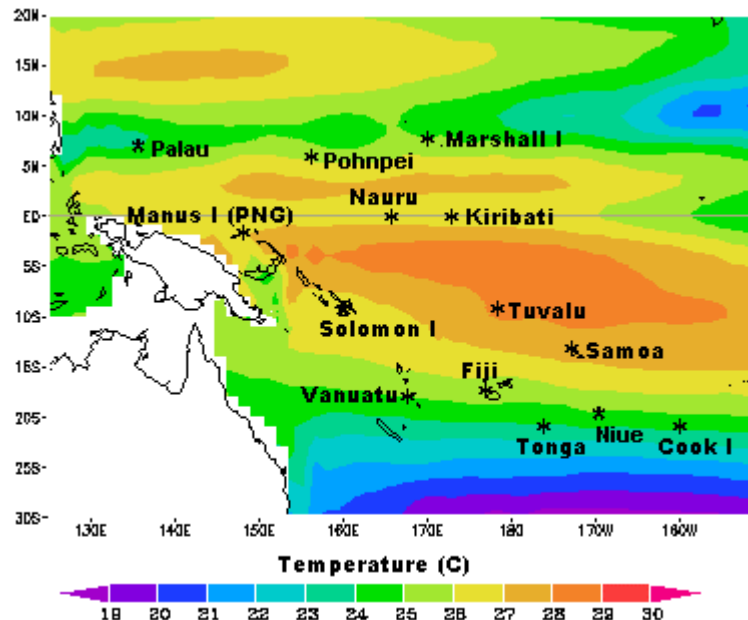 20N
15N
10N
5N
EQ
5S
10S
15S
20S
25S
30S
Palau
Pohnpei
Marshall I
Nauru
Manus I (PNG)
Kiribati
Solomon I
Tuvalu
Samoa
Fiji
Vanuatu
Tonga
Niue
Cook I
130E 140E 150E 160E 170E 180 170W 160W
Temperature (C)
19 20 21 22 23 24 25 26 27 28 29 30